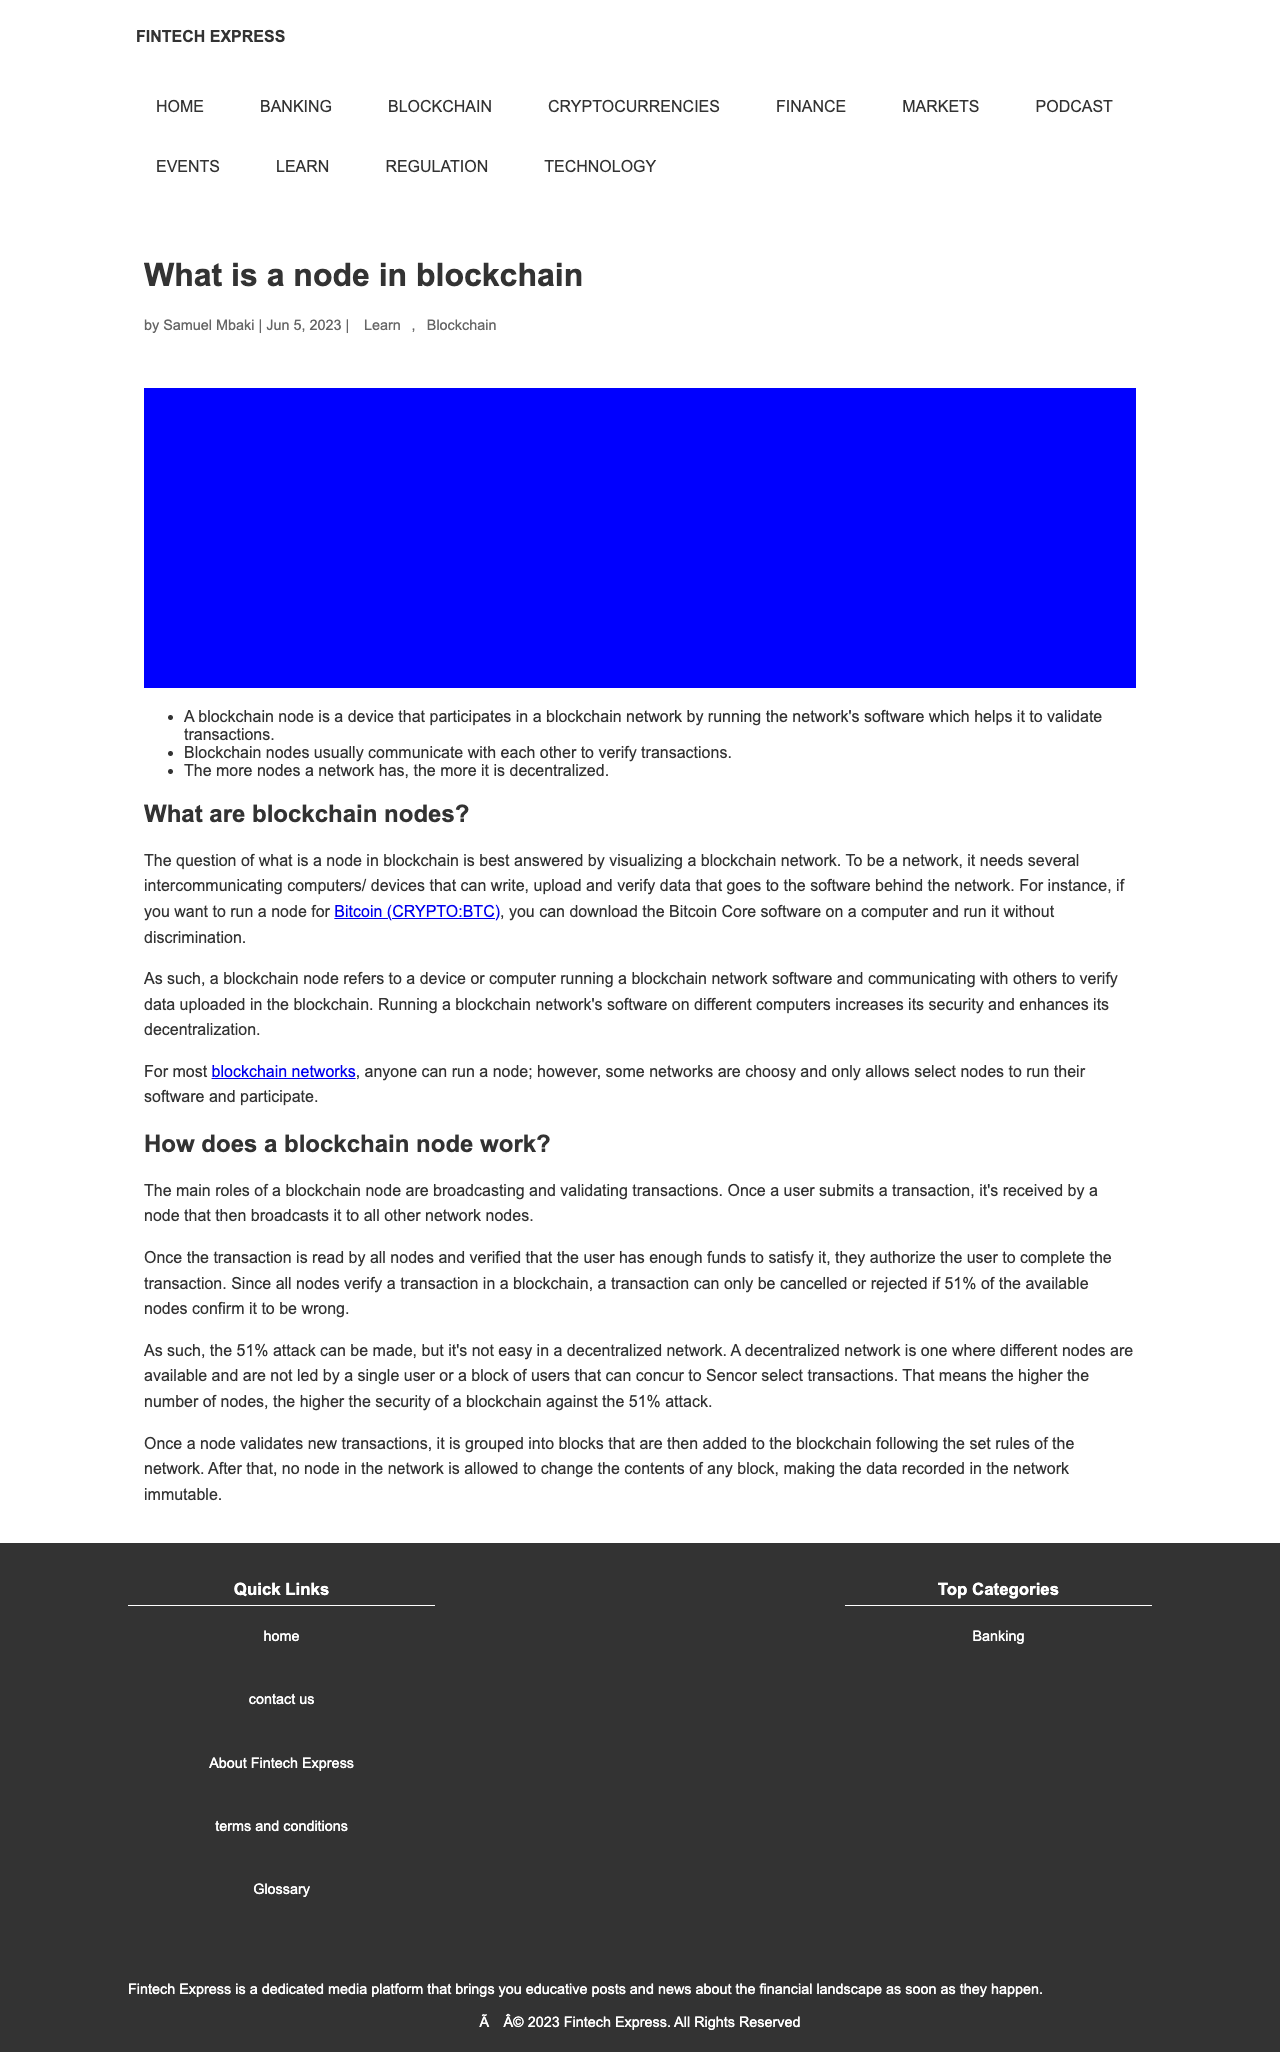 FINTECH EXPRESS
HOME BANKING BLOCKCHAIN CRYPTOCURRENCIES FINANCE MARKETS PODCAST
EVENTS LEARN REGULATION TECHNOLOGY
What is a node in blockchain
by Samuel Mbaki | Jun 5, 2023 | Learn , Blockchain
• A blockchain node is a device that participates in a blockchain network by running the network's software which helps it to validate
transactions.
• Blockchain nodes usually communicate with each other to verify transactions.
• The more nodes a network has, the more it is decentralized.
What are blockchain nodes?
The question of what is a node in blockchain is best answered by visualizing a blockchain network. To be a network, it needs several
intercommunicating computers/ devices that can write, upload and verify data that goes to the software behind the network. For instance, if
you want to run a node for Bitcoin (CRYPTO:BTC), you can download the Bitcoin Core software on a computer and run it without
discrimination.
As such, a blockchain node refers to a device or computer running a blockchain network software and communicating with others to verify
data uploaded in the blockchain. Running a blockchain network's software on different computers increases its security and enhances its
decentralization.
For most blockchain networks, anyone can run a node; however, some networks are choosy and only allows select nodes to run their
software and participate.
How does a blockchain node work?
The main roles of a blockchain node are broadcasting and validating transactions. Once a user submits a transaction, it's received by a
node that then broadcasts it to all other network nodes.
Once the transaction is read by all nodes and verified that the user has enough funds to satisfy it, they authorize the user to complete the
transaction. Since all nodes verify a transaction in a blockchain, a transaction can only be cancelled or rejected if 51% of the available
nodes confirm it to be wrong.
As such, the 51% attack can be made, but it's not easy in a decentralized network. A decentralized network is one where different nodes are
available and are not led by a single user or a block of users that can concur to Sencor select transactions. That means the higher the
number of nodes, the higher the security of a blockchain against the 51% attack.
Once a node validates new transactions, it is grouped into blocks that are then added to the blockchain following the set rules of the
network. After that, no node in the network is allowed to change the contents of any block, making the data recorded in the network
immutable.
Quick Links
home
contact us
About Fintech Express
terms and conditions
Glossary
Top Categories
Banking
Fintech Express is a dedicated media platform that brings you educative posts and news about the financial landscape as soon as they happen.
Ã Â© 2023 Fintech Express. All Rights Reserved